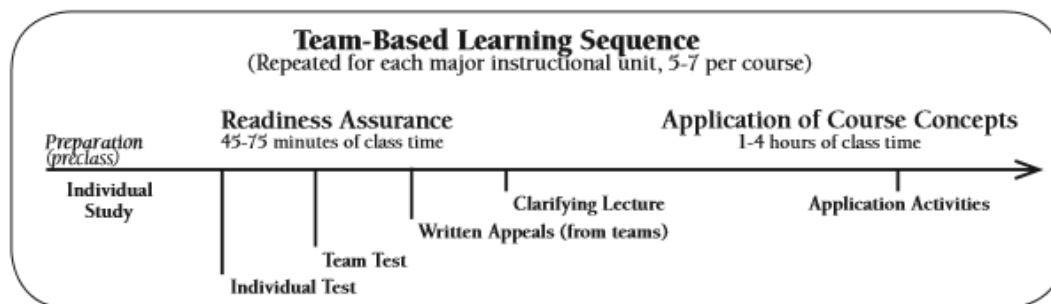 Team-Based Learning Sequence
(Repeated for each major instructional unit, 5-7 per course)
Readiness Assurance
45-75 minutes of class time
Application of Course Concepts
1-4 hours of class time
Preparation
(preclass)
Individual
Study
Clarifying Lecture
Application Activities
Written Appeals (from teams)
Team Test
Individual Test